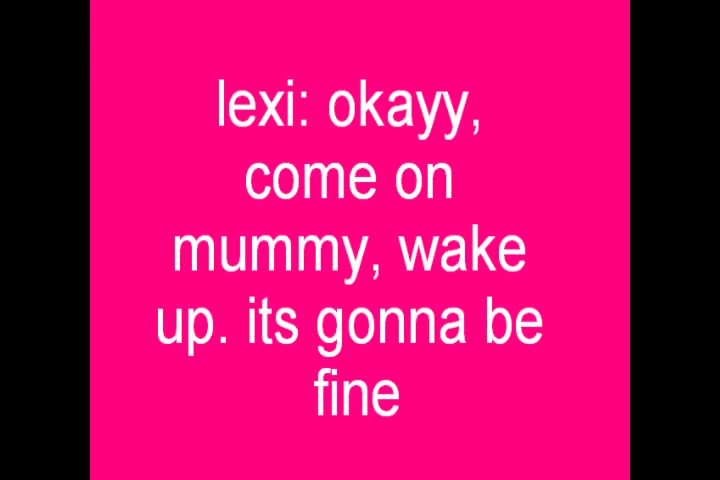 lexi: okayy,
come on
mummy, wake
up. its gonna be
fine